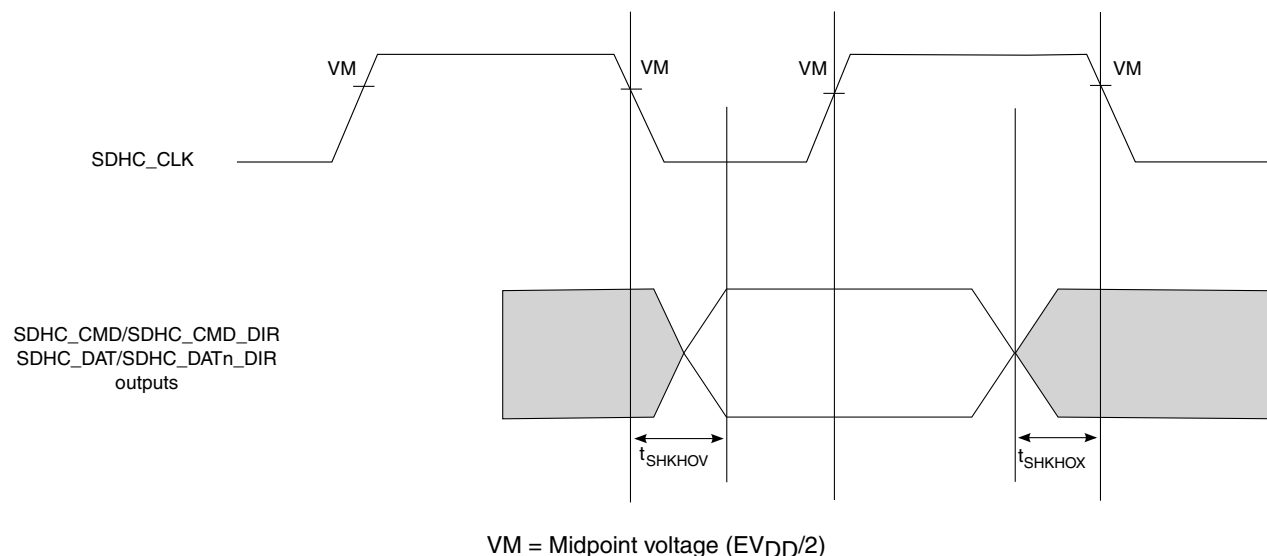 VM VM VM VM
SDHC_CLK
SDHC_CMD/SDHC_CMD_DIR
SDHC_DAT/SDHC_DATn_DIR
outputs
tSHKHOV tSHKHOX
VM = Midpoint voltage (EVDD/2)